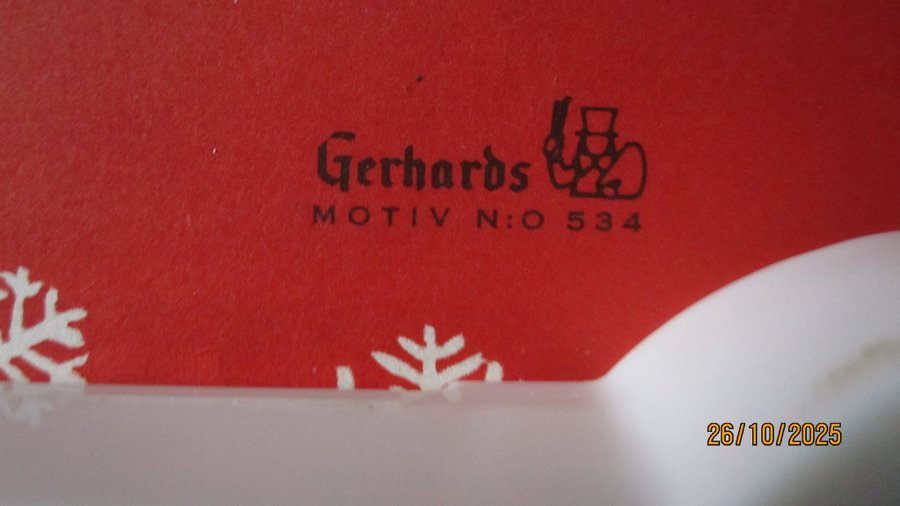 Gerhards
MOTIV N:O 534
26/10/2025